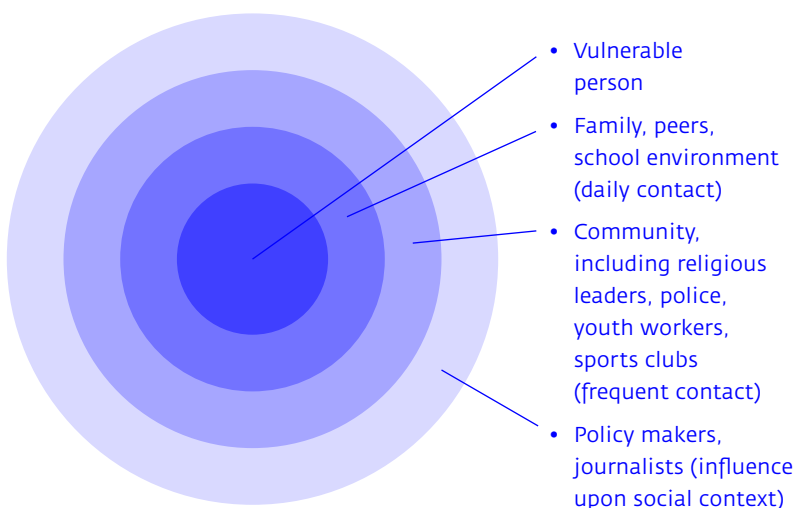 • Vulnerable
person
• Family, peers,
school environment
(daily contact)
• Community,
including religious
leaders, police,
youth workers,
sports clubs
(frequent contact)
• Policy makers,
journalists (influence
upon social context)